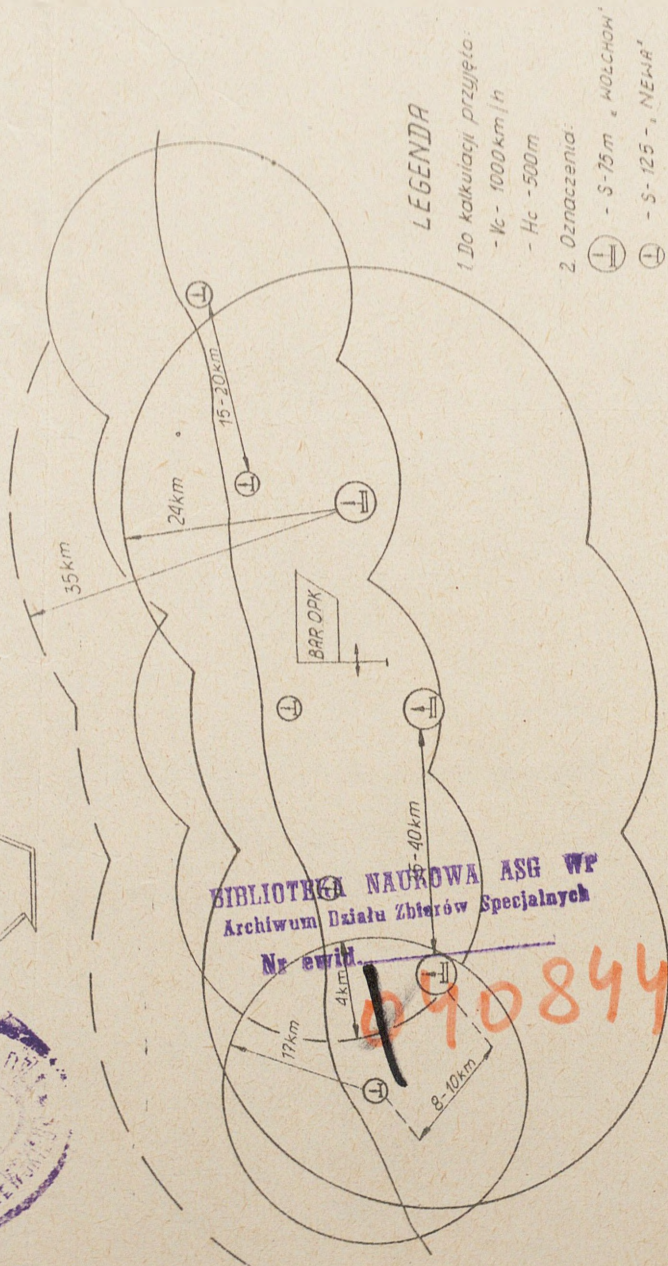 35km
24km
15-20km
BAR OPK
-40km
4km
17km
8-10km
LEGENDA
1 Do kalkulacji przyjęto:
- Vc - 1000km/h
- Hc - 500m
2. Oznaczenia:
- S-75m „WOŁCHOW"
- S-125 - „NEWA"
BIBLIOTEKA NAUKOWA ASG WP
Archiwum Działu Zbiorów Specjalnych
Nr ewid.
040844